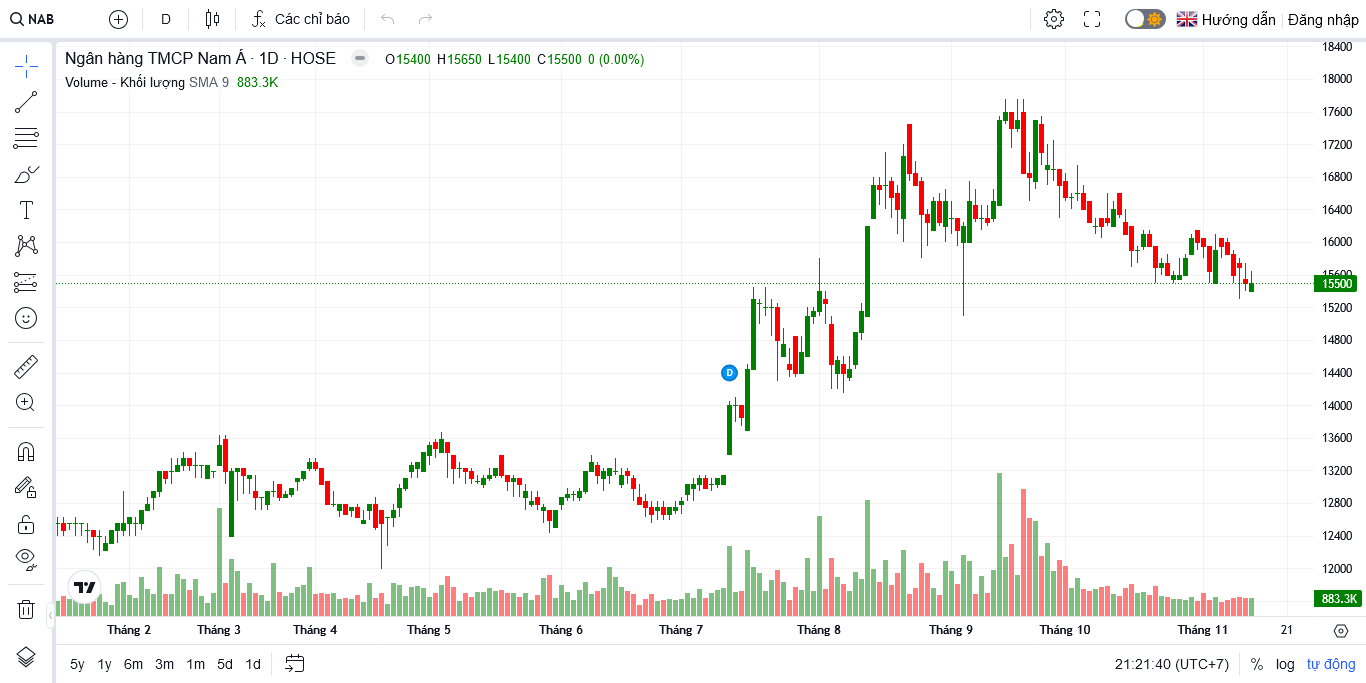 NAB D Các chỉ báo Hướng dẫn Đăng nhập
Ngân hàng TMCP Nam Á · 1D · HOSE O15400 H15650 L15400 C15500 0 (0.00%)
Volume - Khối lượng SMA 9 883.3K
18400
18000
17600
17200
16800
16400
16000
15600
15500
15200
14800
14400
D
14000
13600
13200
12800
12400
12000
883.3K
Tháng 2 Tháng 3 Tháng 4 Tháng 5 Tháng 6 Tháng 7 Tháng 8 Tháng 9 Tháng 10 Tháng 11 21
5y 1y 6m 3m 1m 5d 1d 21:21:40 (UTC+7) % log tự động